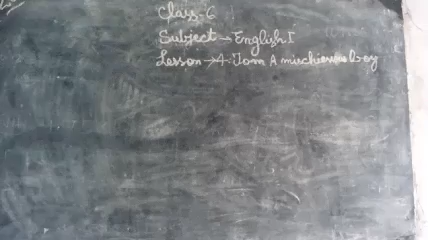 Class-6
Subject → English I
Lesson → 4. Tom A mischievous boy